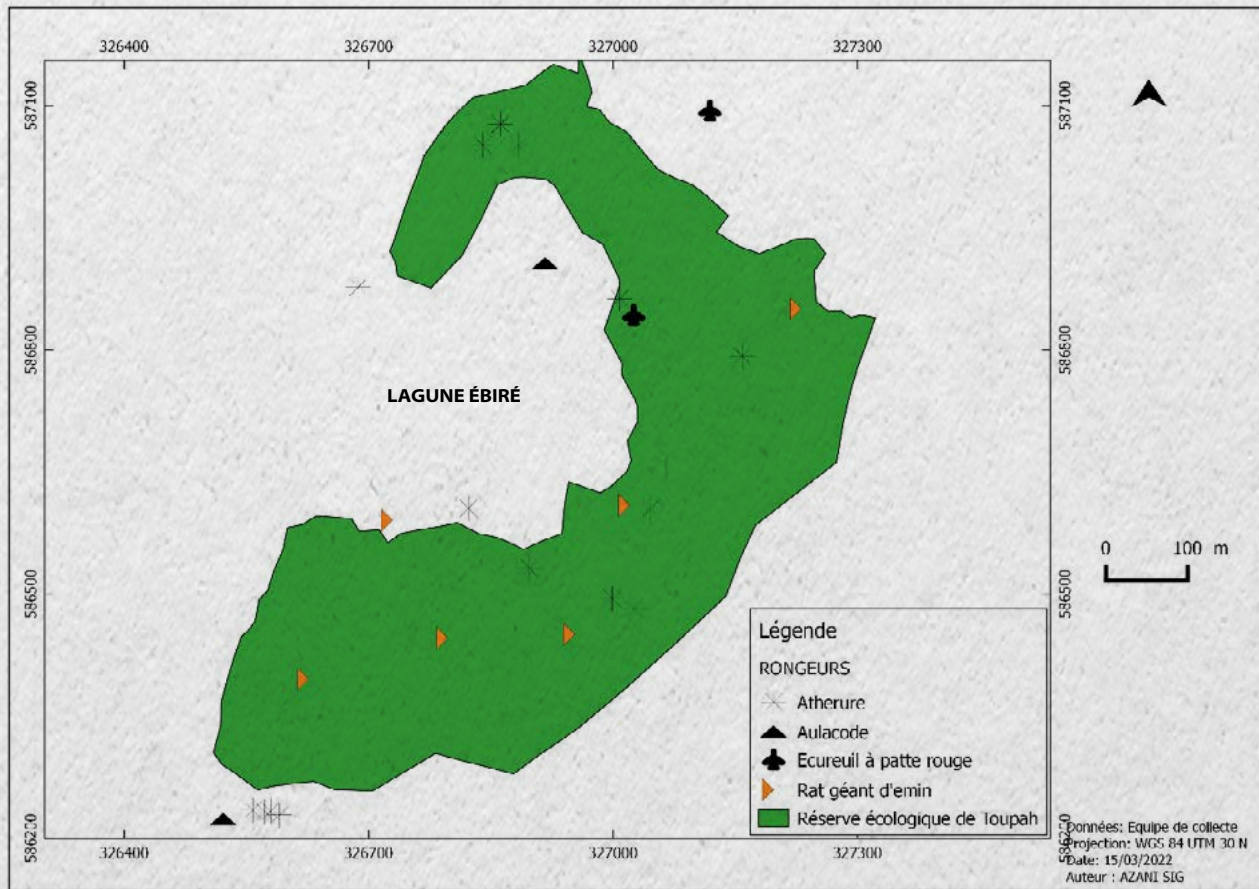 326400 326700 327000 327300
587100 587100
586800 586800
LAGUNE ÉBIRÉ
586500 586500
0 100 m
Légende
RONGEURS
Atherure
Aulacode
Ecureuil à patte rouge
Rat géant d'emin
Réserve écologique de Toupah
586200
326400 326700 327000 327300
Données: Equipe de collecte
Projection: WGS 84 UTM 30 N
Date: 15/03/2022
Auteur : AZANI SIG